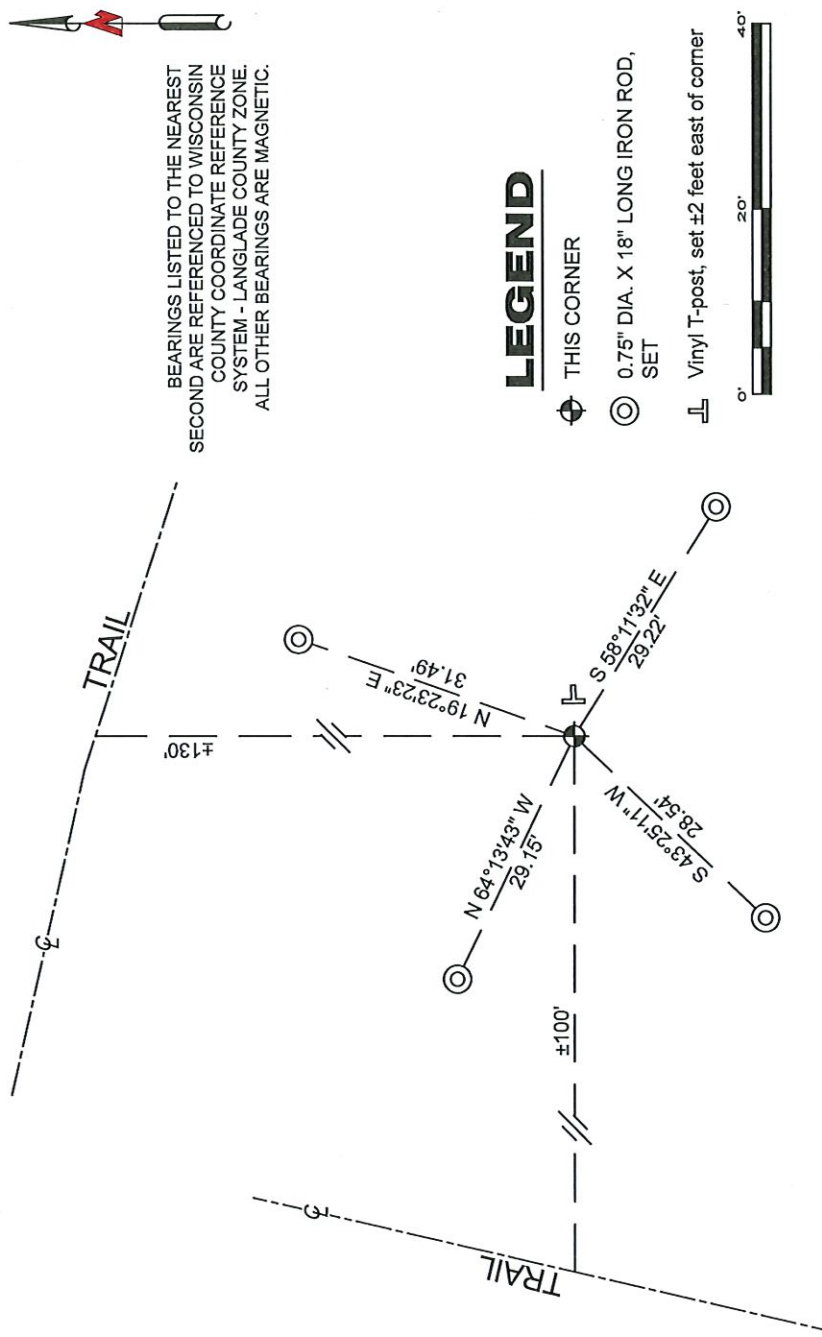 N
BEARINGS LISTED TO THE NEAREST
SECOND ARE REFERENCED TO WISCONSIN
COUNTY COORDINATE REFERENCE
SYSTEM - LANGLADE COUNTY ZONE.
ALL OTHER BEARINGS ARE MAGNETIC.
LEGEND
THIS CORNER
0.75" DIA. X 18" LONG IRON ROD,
SET
Vinyl T-post, set ±2 feet east of corner
0'
20'
40'
TRAIL
℄
±130'
N 19°23'23" E
31.49'
N 64°13'43" W
29.15'
S 58°11'32" E
29.22'
S 43°25'11" W
28.54'
±100'
℄
TRAIL